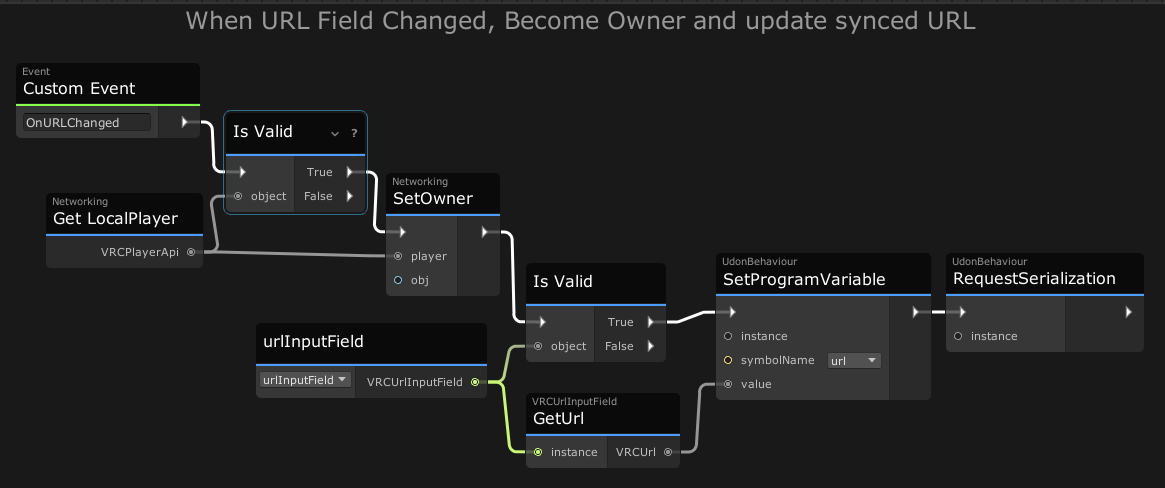 When URL Field Changed, Become Owner and update synced URL
Event
Custom Event
OnURLChanged
Is Valid
?
True
object
False
Networking
Get LocalPlayer
VRCPlayerApi
Networking
SetOwner
player
obj
urlInputField
urlInputField
VRCUrlInputField
Is Valid
True
object
False
VRCUrlInputField
GetUrl
instance
VRCUrl
UdonBehaviour
SetProgramVariable
instance
symbolName
url
value
UdonBehaviour
RequestSerialization
instance